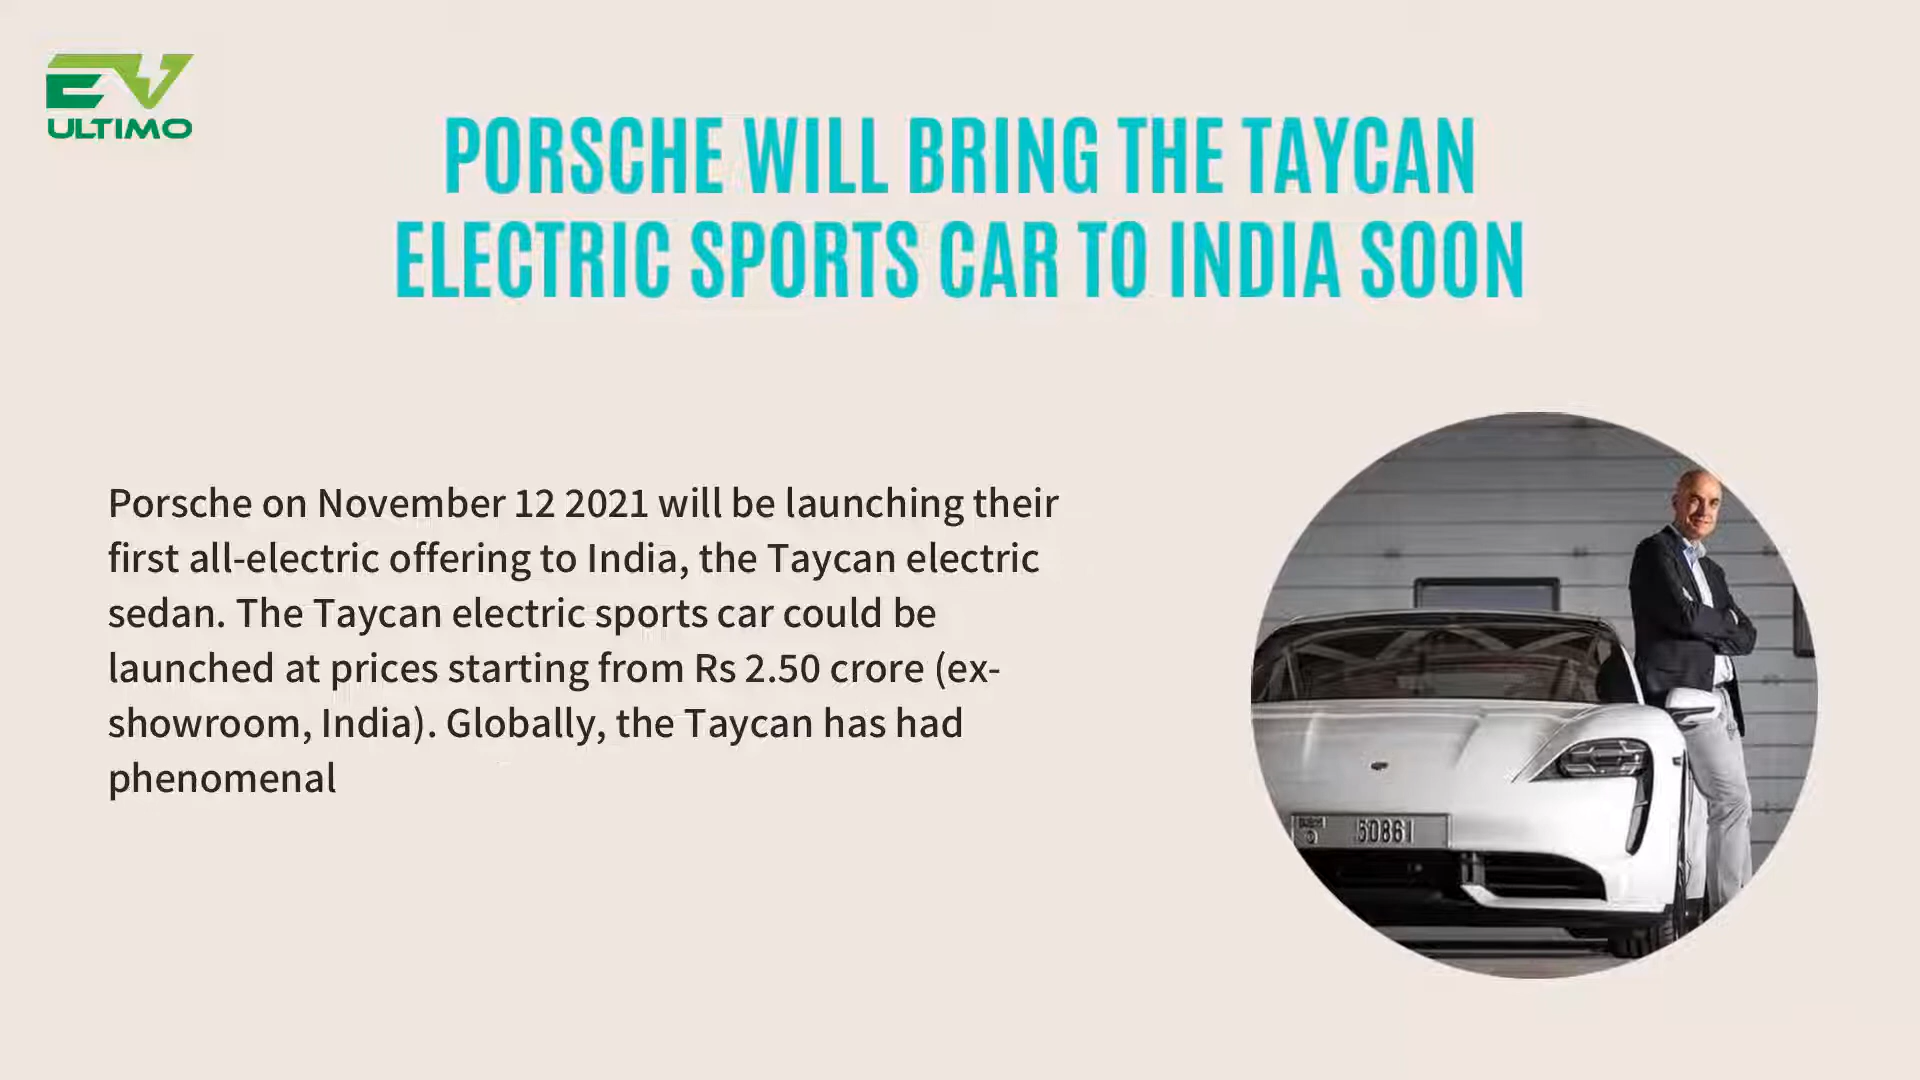 EV
ULTIMO
PORSCHE WILL BRING THE TAYCAN
ELECTRIC SPORTS CAR TO INDIA SOON
Porsche on November 12 2021 will be launching their
first all-electric offering to India, the Taycan electric
sedan. The Taycan electric sports car could be
launched at prices starting from Rs 2.50 crore (ex-
showroom, India). Globally, the Taycan has had
phenomenal
50861